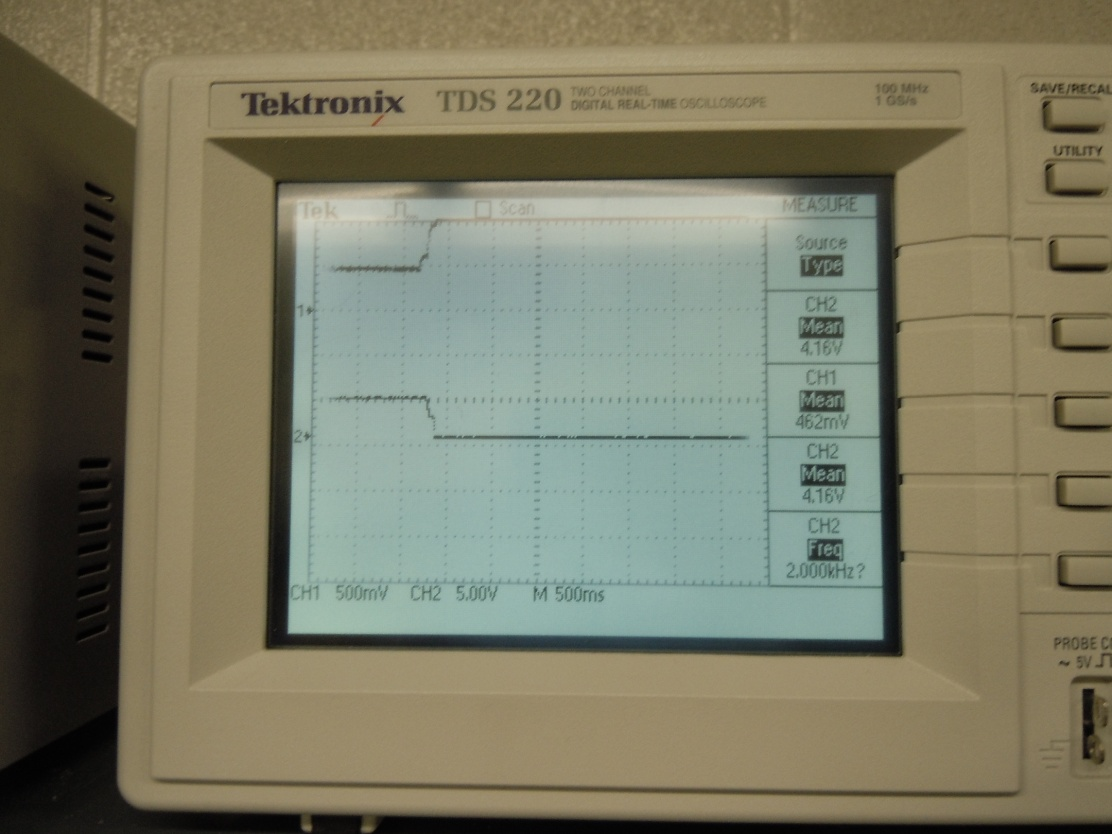 Tektronix TDS 220 TWO CHANNEL DIGITAL REAL-TIME OSCILLOSCOPE 100 MHz 1 GS/s
SAVE/RECAL
UTILITY
Tek Scan MEASURE
Source
Type
CH2
Mean
4.16V
CH1
Mean
462mV
CH2
Mean
4.16V
CH2
Freq
2.000kHz?
1
2
CH1 500mV CH2 5.00V M 500ms
PROBE CO
~ 5V